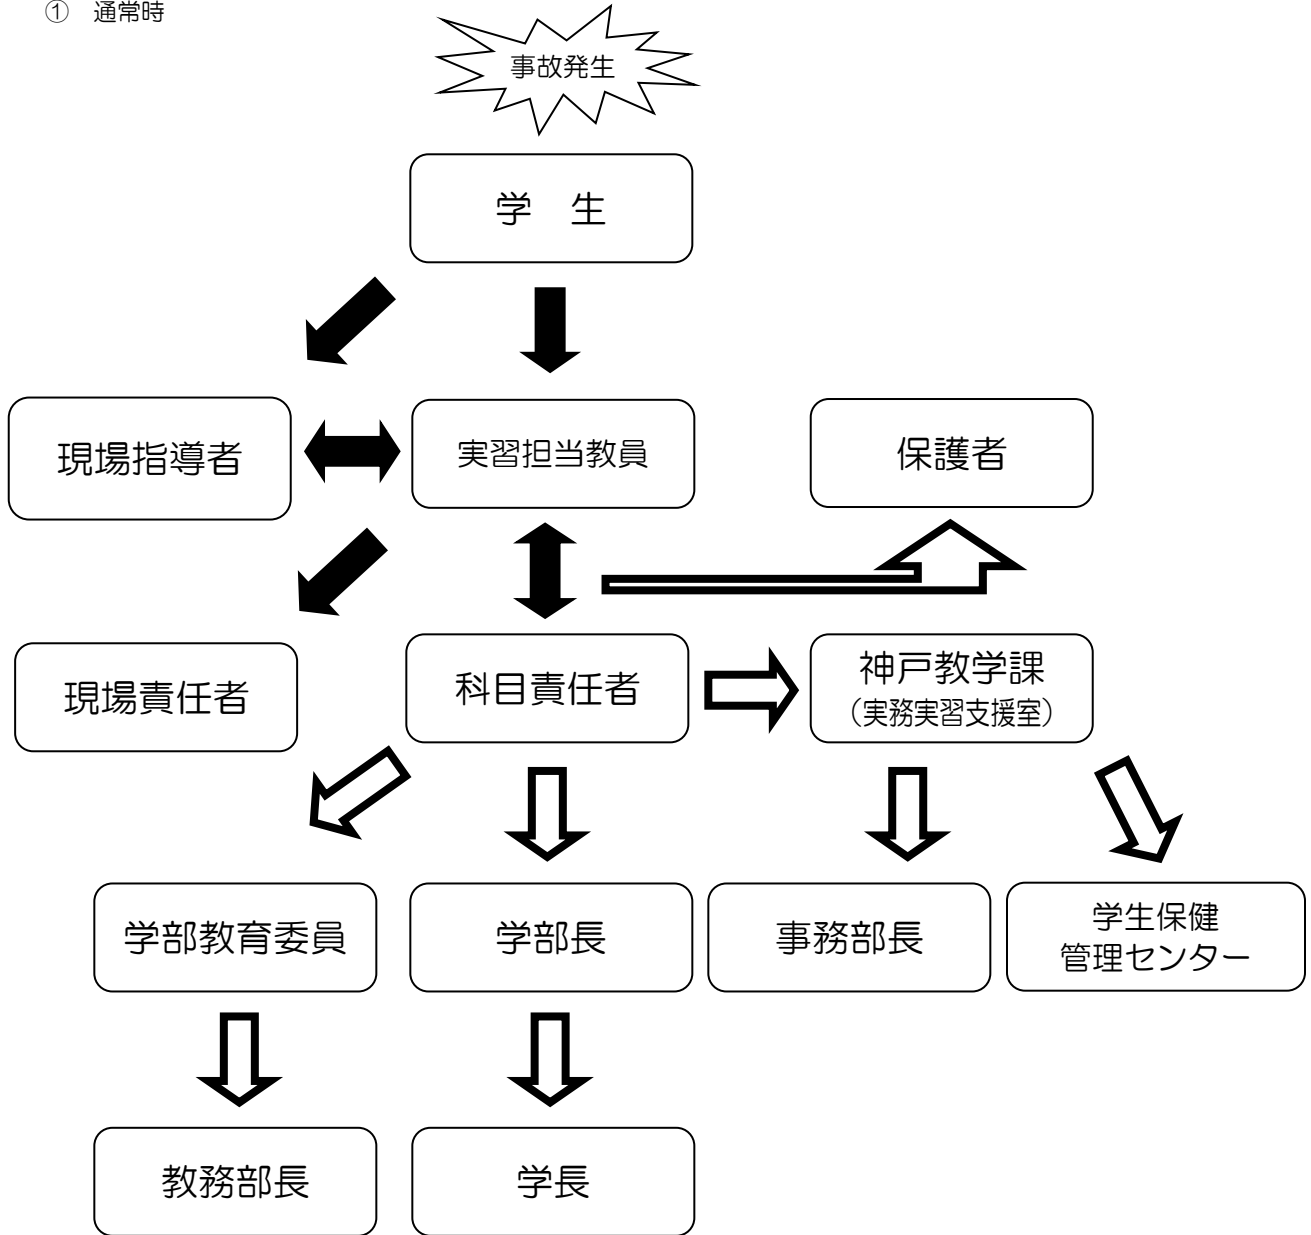 ① 通常時
事故発生
学 生
現場指導者
実習担当教員
保護者
現場責任者
科目責任者
神戸教学課
(実務実習支援室)
学部教育委員
学部長
事務部長
学生保健
管理センター
教務部長
学長